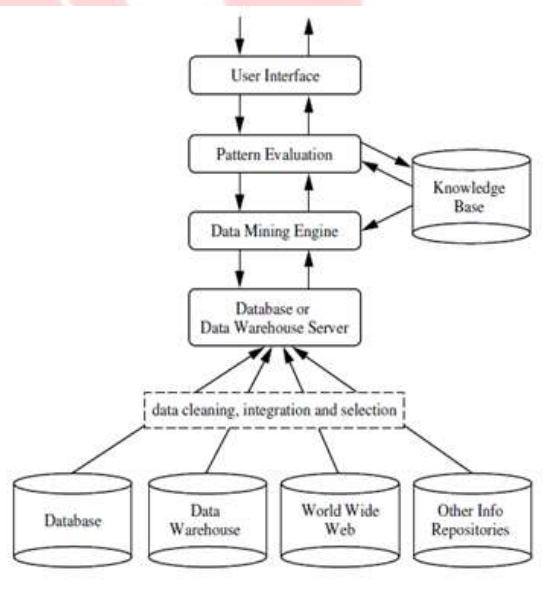 User Interface
Pattern Evaluation
Knowledge
Base
Data Mining Engine
Database or
Data Warehouse Server
data cleaning, integration and selection
Database
Data
Warehouse
World Wide
Web
Other Info
Repositories